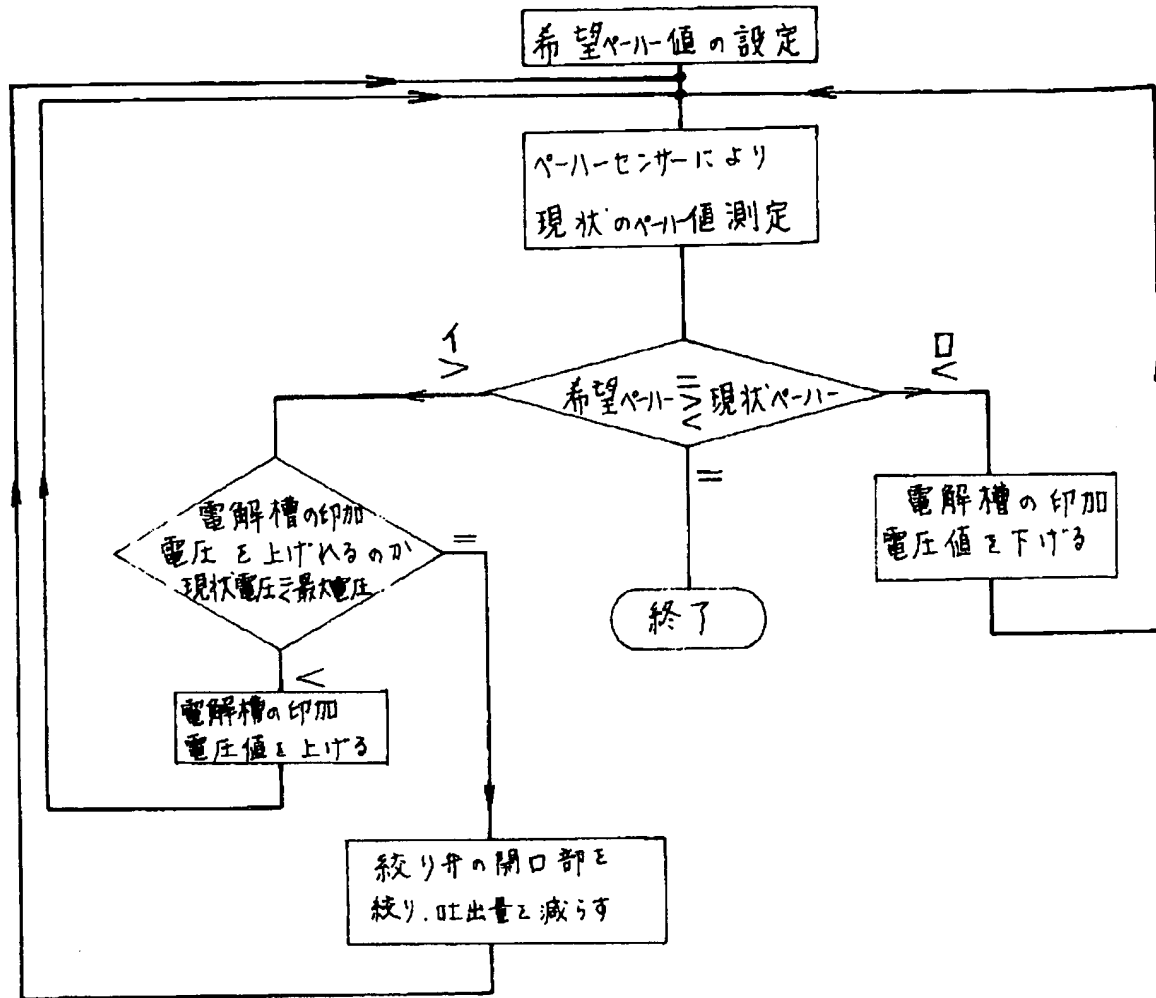 希望ペーハー値の設定
ペーハーセンサーにより
現状のペーハー値測定
イ
>
ロ
<
希望ペーハー = > < 現状ペーハー
=
電解槽の印加
電圧を上げれるのか
現状電圧 最大電圧
=
<
電解槽の印加
電圧値を上げる
電解槽の印加
電圧値を下げる
終了
絞り弁の開口部を
絞り、吐出量を減らす